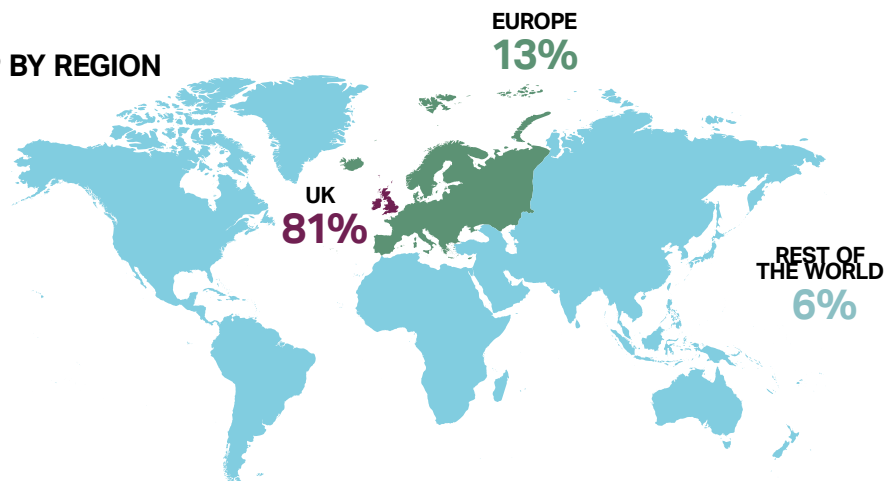 BY REGION
EUROPE
13%
UK
81%
REST OF
THE WORLD
6%